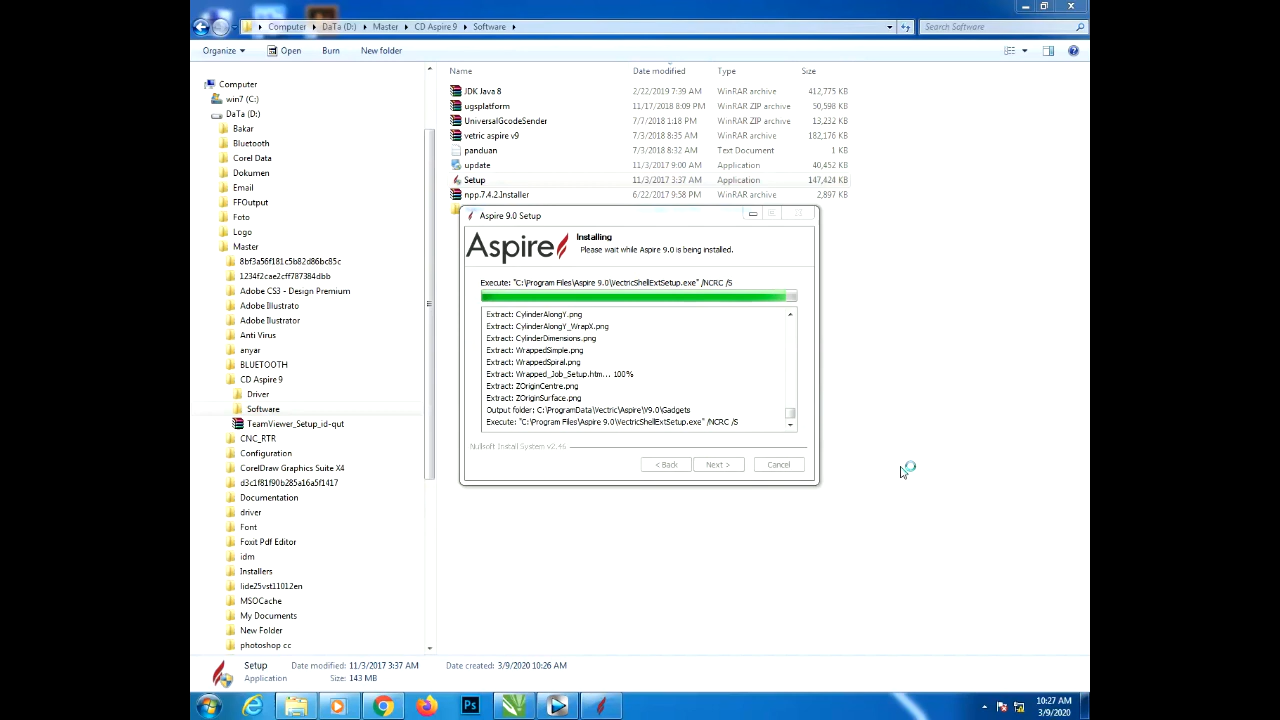 Computer
DaTa (D:)
Master
CD Aspire 9
Software
Search Software
Organize
Open
Burn
New folder
Name
Date modified
Type
Size
Computer
win7 (C:)
DaTa (D:)
Bakar
Bluetooth
Corel Data
Dokumen
Email
FFOutput
Foto
Logo
Master
8bf3a56f181c5b82d86bc85c
1234f2cae2cff787384dbb
Adobe CS3 - Design Premium
Adobe Illustrato
Adobe Ilustrator
Anti Virus
anyar
BLUETOOTH
CD Aspire 9
Driver
Software
TeamViewer_Setup_id-qut
CNC_RTR
Configuration
CorelDraw Graphics Suite X4
d3c1f81f90b285a16a5f1417
Documentation
driver
Font
Foxit Pdf Editor
idm
Installers
lide25vst11012en
MSOCache
My Documents
New Folder
photoshop cc
JDK Java 8 2/22/2019 7:39 AM WinRAR archive 412,775 KB
ugsplatform 11/17/2018 8:09 PM WinRAR ZIP archive 50,598 KB
UniversalGcodeSender 7/7/2018 1:18 PM WinRAR ZIP archive 13,232 KB
vetric aspire v9 7/3/2018 8:35 AM WinRAR archive 182,176 KB
panduan 7/3/2018 8:32 AM Text Document 1 KB
update 11/3/2017 9:00 AM Application 40,452 KB
Setup 11/3/2017 3:37 AM Application 147,424 KB
npp.7.4.2.Installer 6/22/2017 9:58 PM WinRAR archive 2,897 KB
Aspire 9.0 Setup
Aspire
Installing
Please wait while Aspire 9.0 is being installed.
Execute: "C:\Program Files\Aspire 9.0\VectricShellExtSetup.exe" /NCRC /S
Extract: CylinderAlongY.png
Extract: CylinderAlongY_WrapX.png
Extract: CylinderDimensions.png
Extract: WrappedSimple.png
Extract: WrappedSpiral.png
Extract: Wrapped_Job_Setup.htm... 100%
Extract: ZOriginCentre.png
Extract: ZOriginSurface.png
Output folder: C:\ProgramData\Vectric\Aspire\V9.0\Gadgets
Execute: "C:\Program Files\Aspire 9.0\VectricShellExtSetup.exe" /NCRC /S
Nullsoft Install System v2.46
< Back
Next >
Cancel
Setup Date modified: 11/3/2017 3:37 AM Date created: 3/9/2020 10:26 AM
Application Size: 143 MB
Ps
10:27 AM
3/9/2020